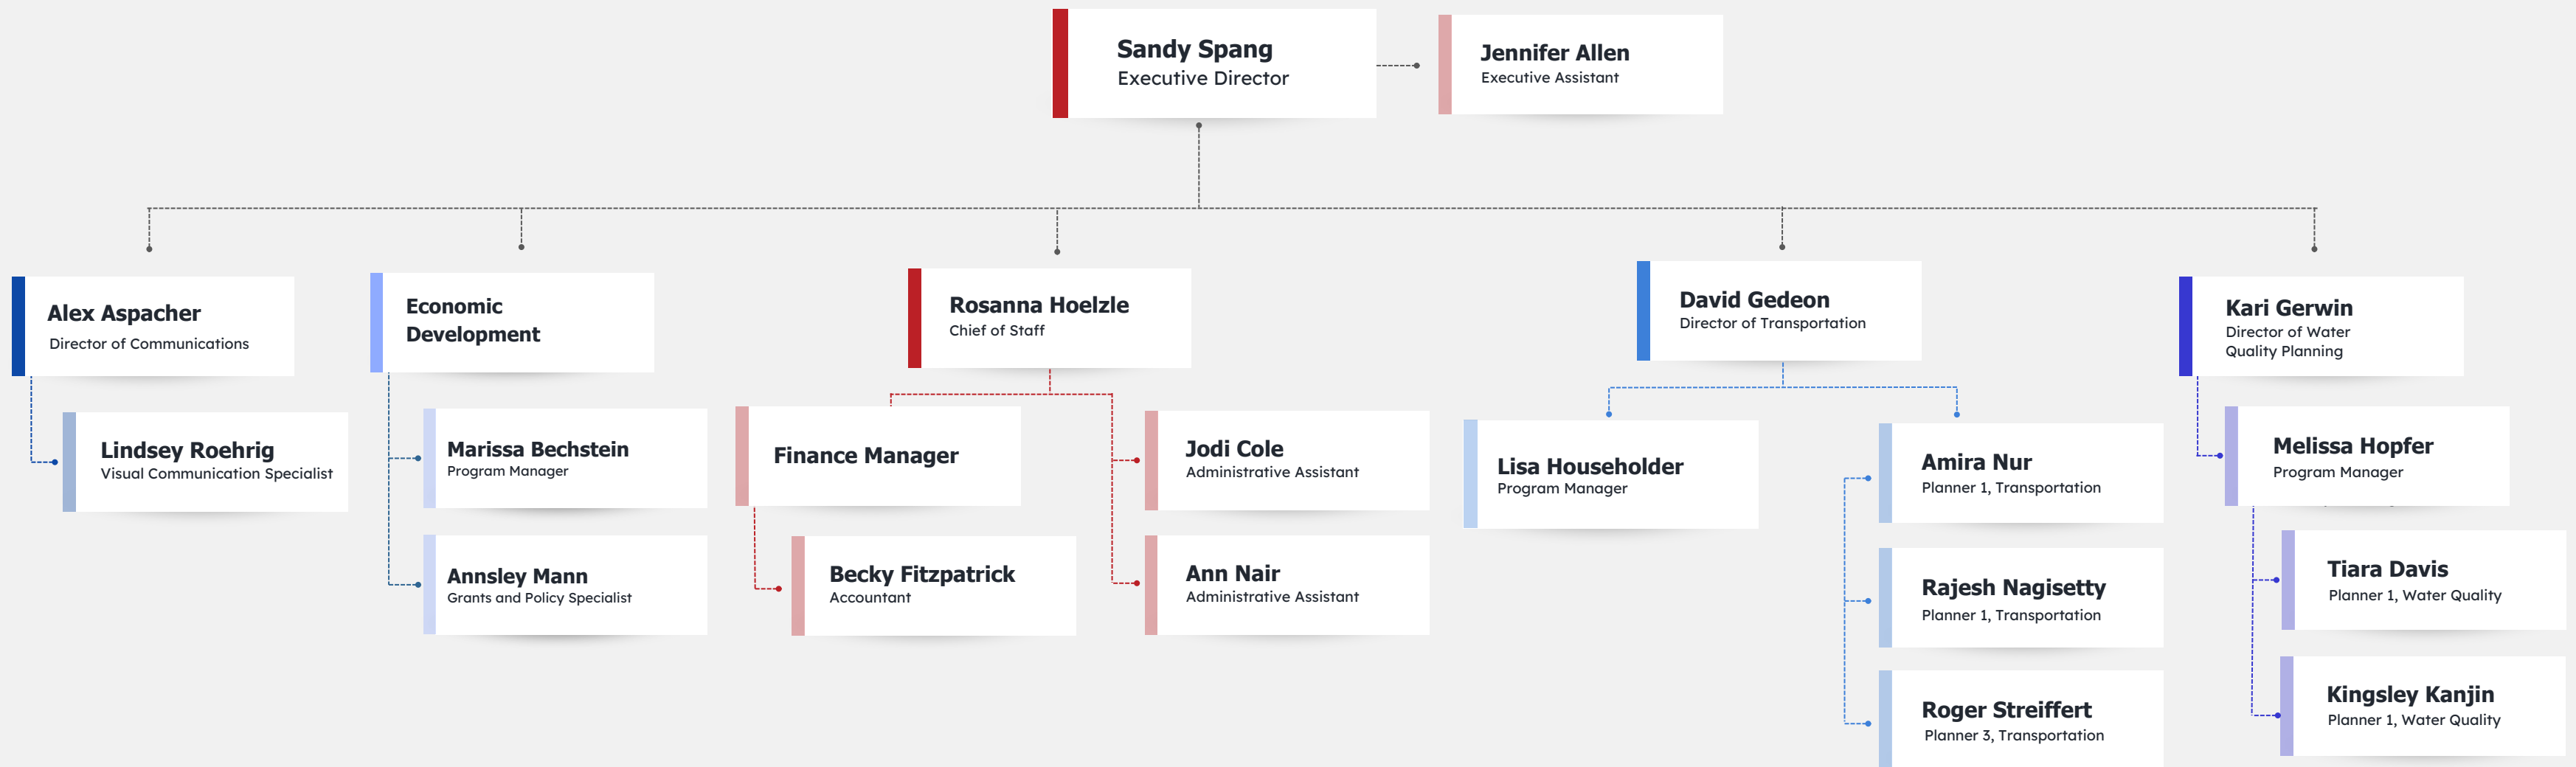 Sandy Spang
Executive Director
Jennifer Allen
Executive Assistant
Alex Aspacher
Director of Communications
Lindsey Roehrig
Visual Communication Specialist
Economic
Development
Marissa Bechstein
Program Manager
Annsley Mann
Grants and Policy Specialist
Rosanna Hoelzle
Chief of Staff
Finance Manager
Becky Fitzpatrick
Accountant
Jodi Cole
Administrative Assistant
Ann Nair
Administrative Assistant
David Gedeon
Director of Transportation
Lisa Householder
Program Manager
Amira Nur
Planner 1, Transportation
Rajesh Nagisetty
Planner 1, Transportation
Roger Streiffert
Planner 3, Transportation
Kari Gerwin
Director of Water
Quality Planning
Melissa Hopfer
Program Manager
Tiara Davis
Planner 1, Water Quality
Kingsley Kanjin
Planner 1, Water Quality